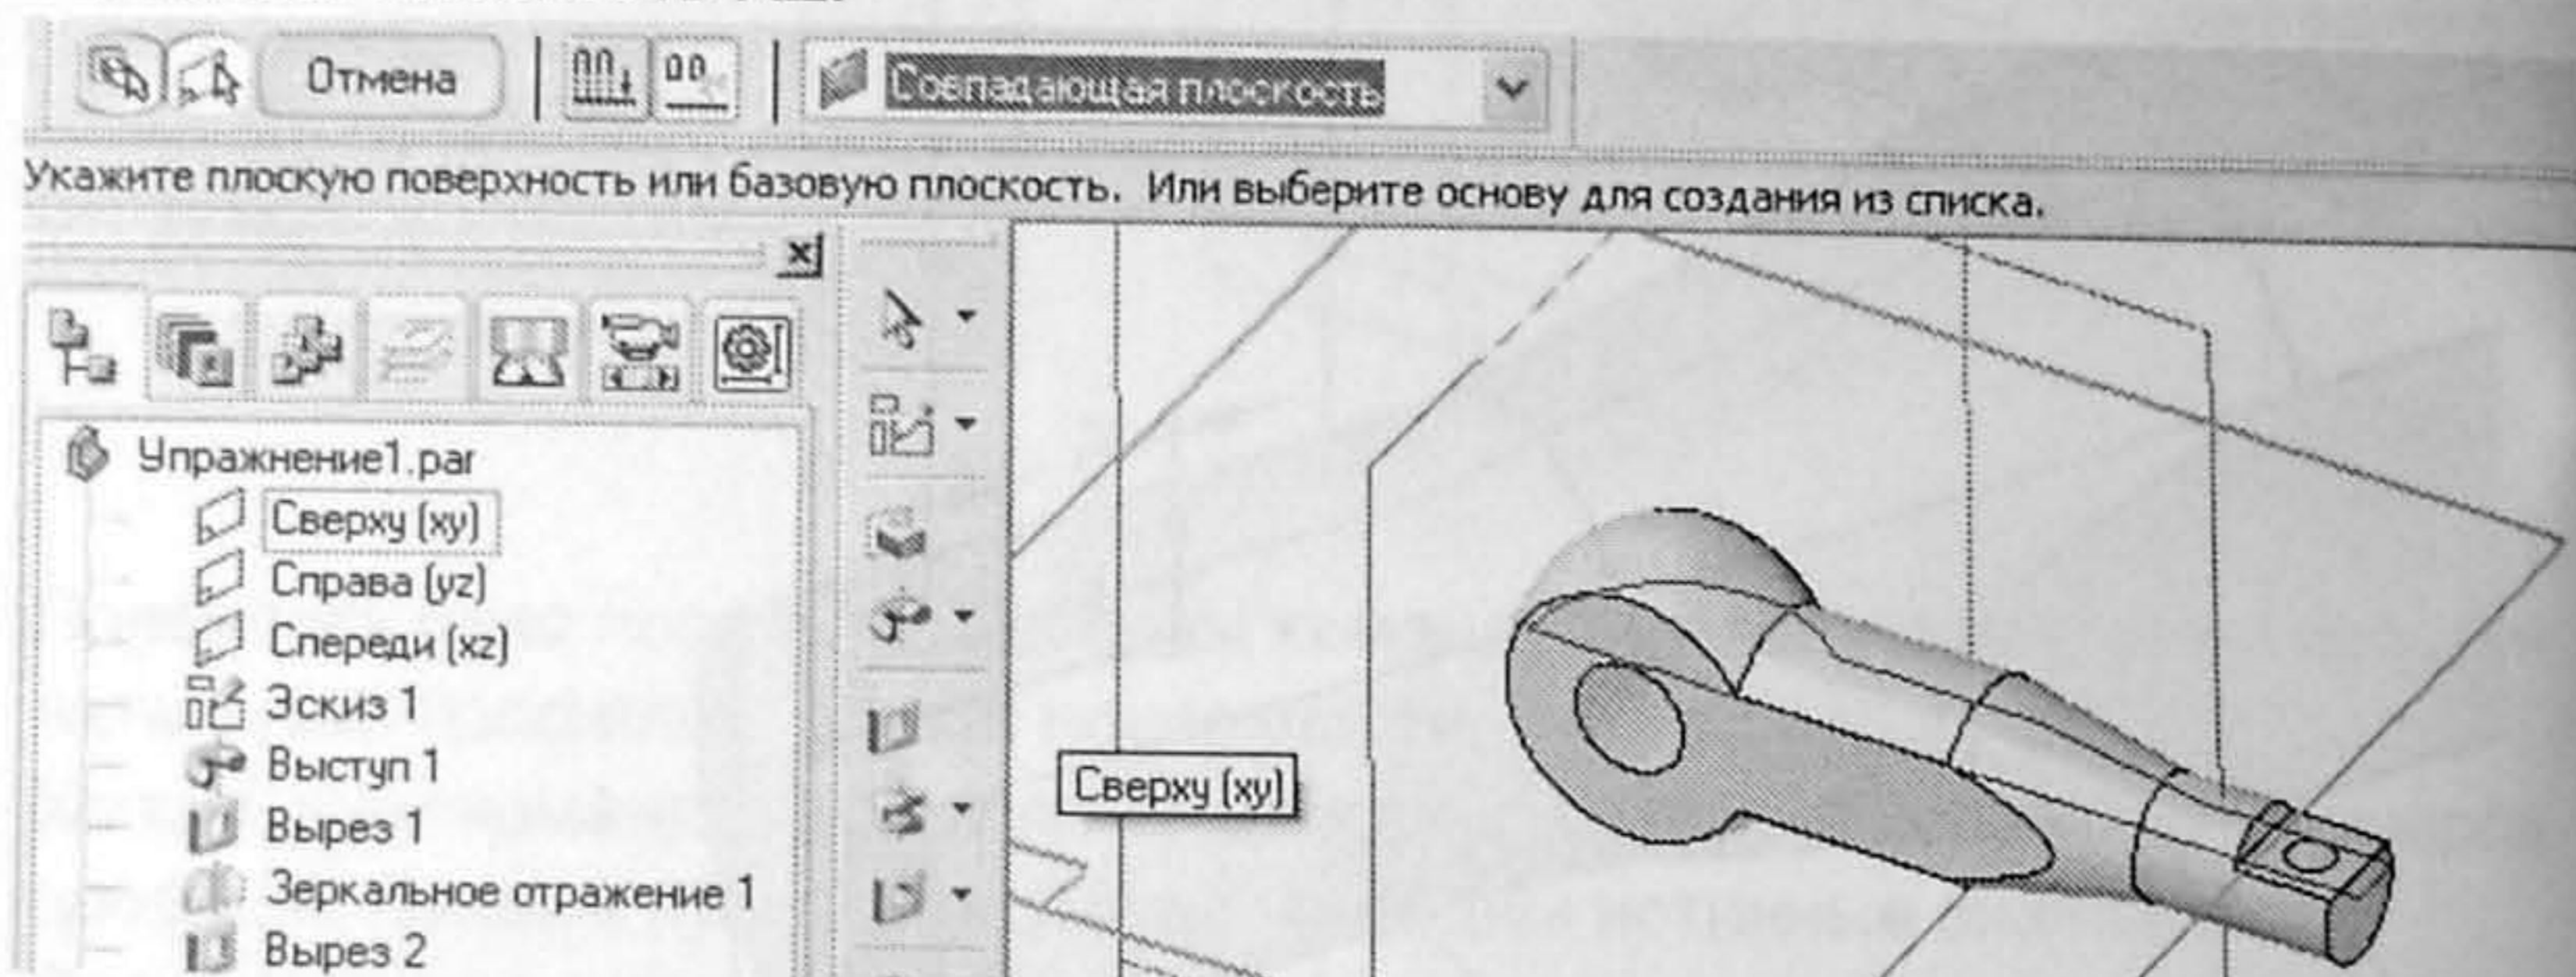 Отмена
Совпадающая плоскость
Укажите плоскую поверхность или базовую плоскость. Или выберите основу для создания из списка.
Упражнение1.par
Сверху (xy)
Справа (yz)
Спереди (xz)
Эскиз 1
Выступ 1
Вырез 1
Зеркальное отражение 1
Вырез 2
Сверху (xy)